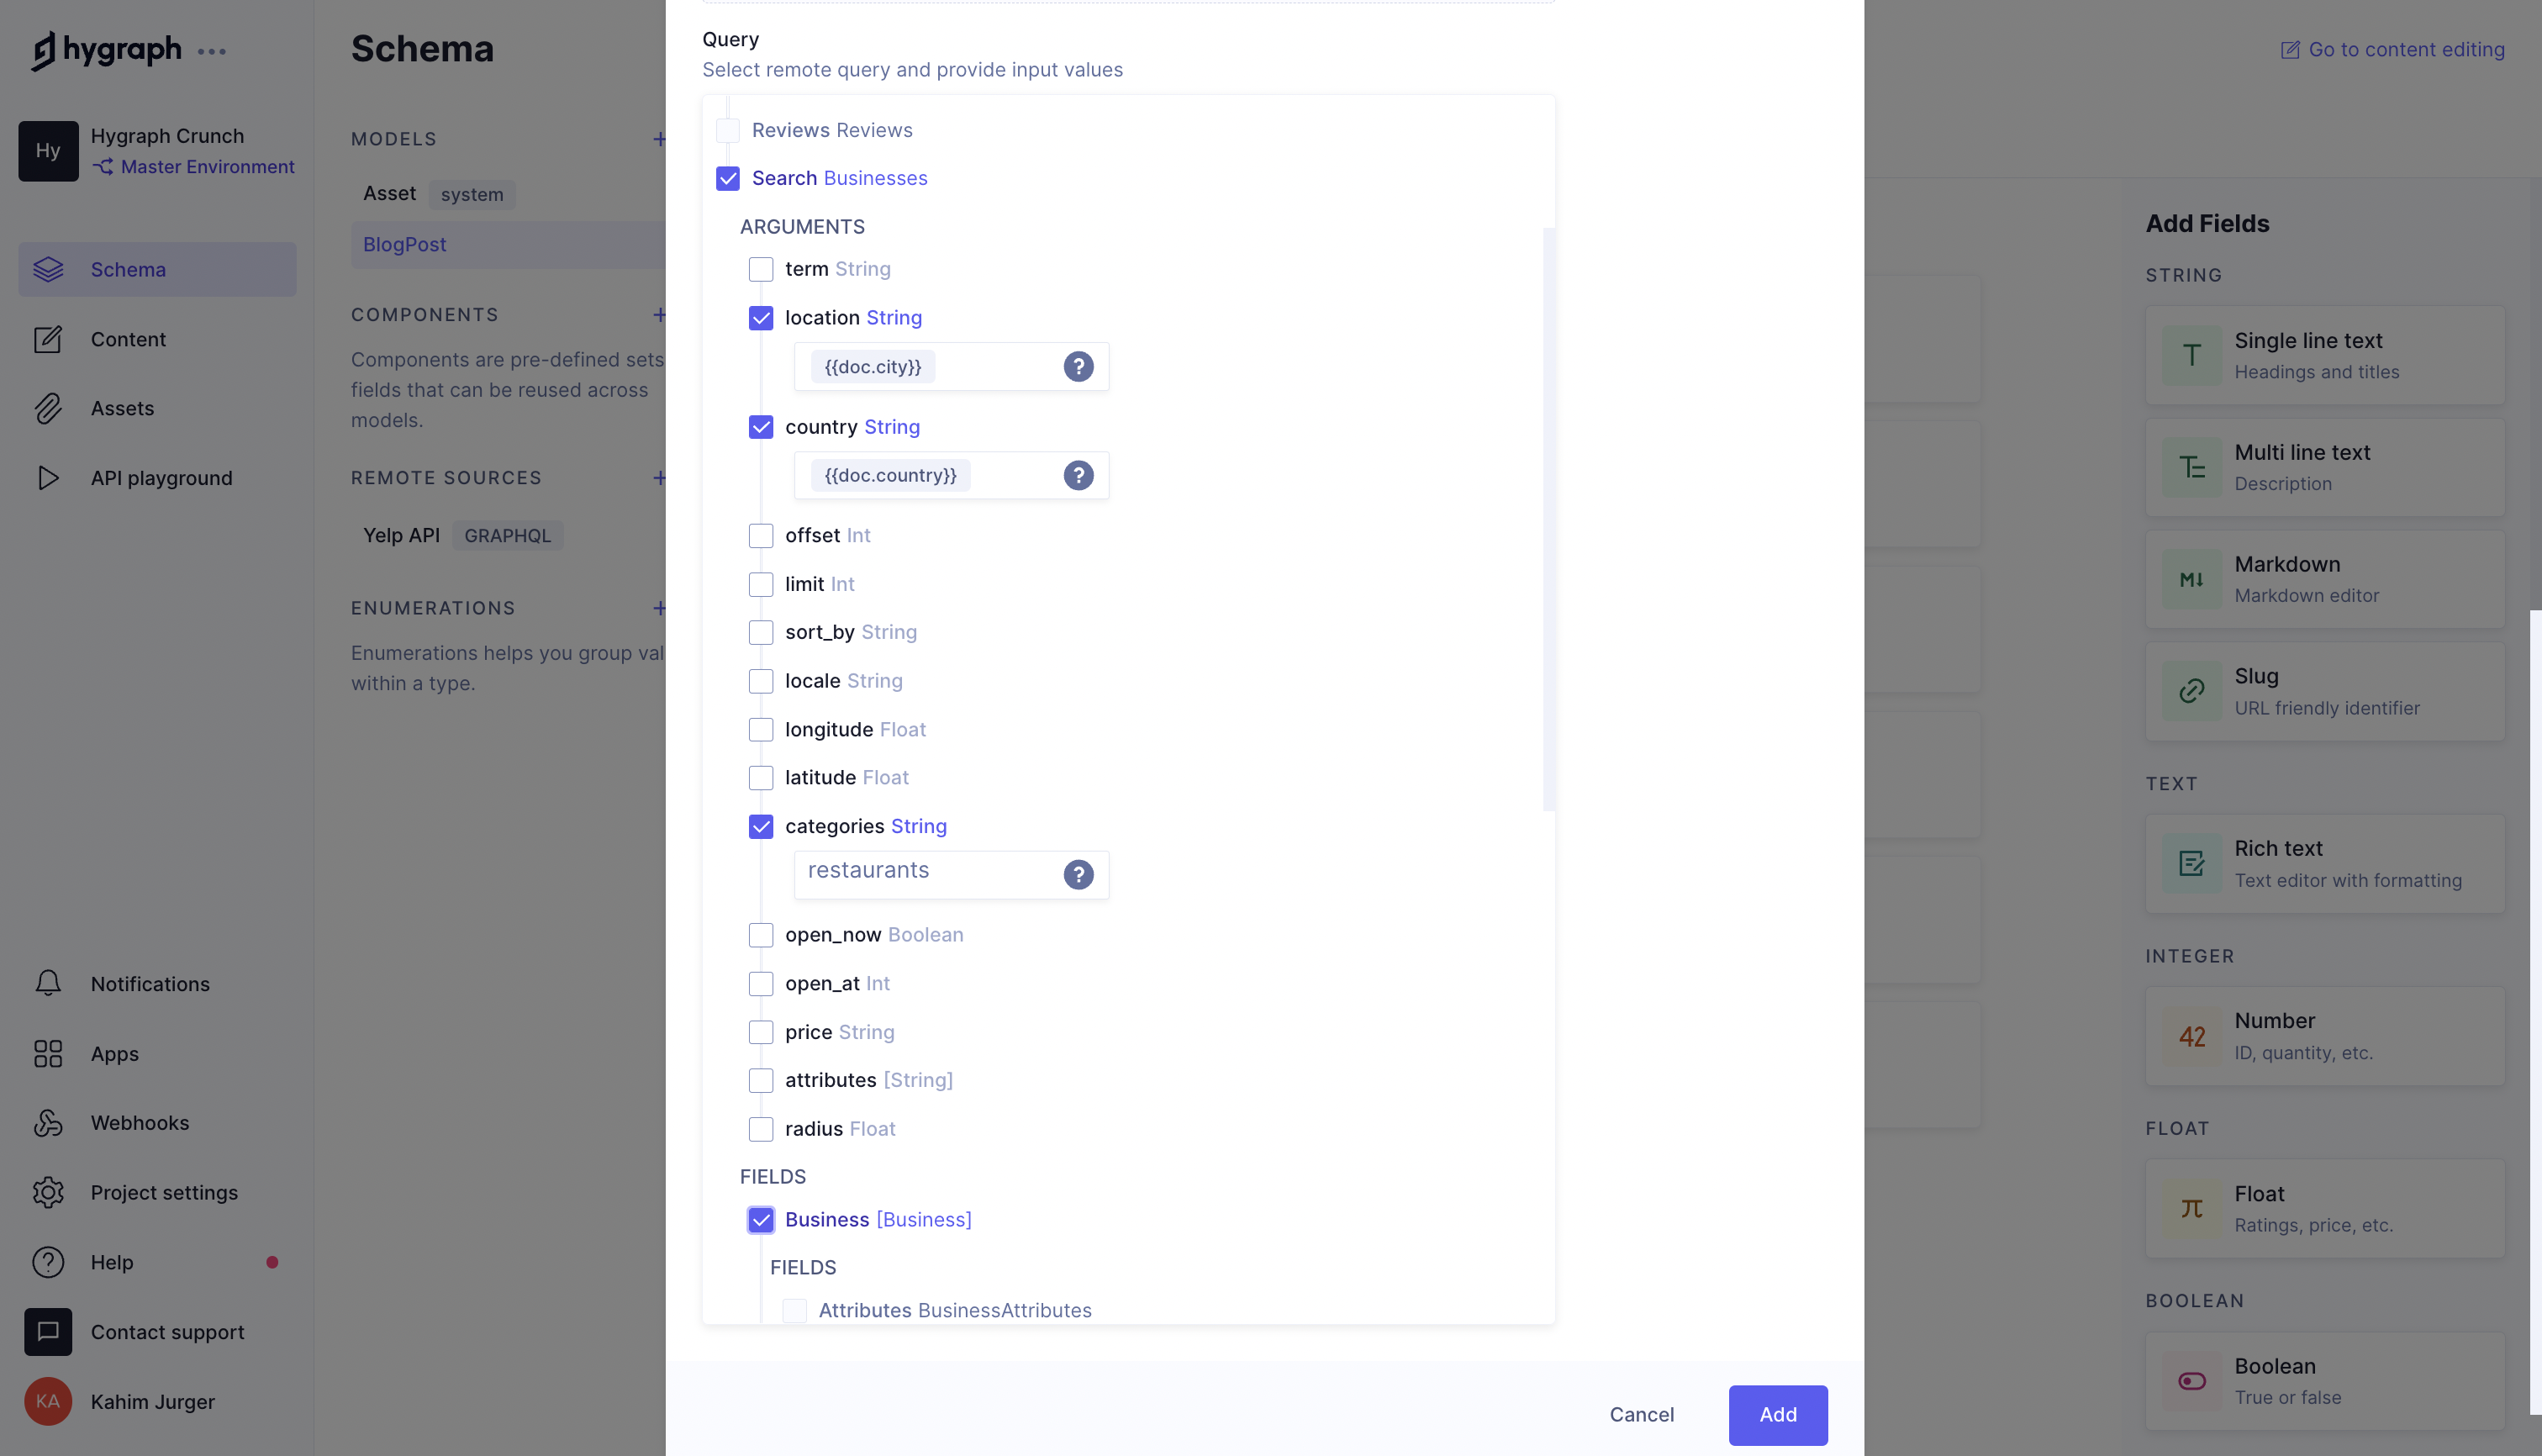 hygraph
Hy
Hygraph Crunch
Master Environment
Schema
Content
Assets
API playground
Notifications
Apps
Webhooks
Project settings
Help
Contact support
KA
Kahim Jurger
Schema
MODELS
Asset system
BlogPost
COMPONENTS
Components are pre-defined sets
fields that can be reused across
models.
REMOTE SOURCES
Yelp API GRAPHQL
ENUMERATIONS
Enumerations helps you group val
within a type.
Query
Select remote query and provide input values
Reviews Reviews
Search Businesses
ARGUMENTS
term String
location String
{{doc.city}} ?
country String
{{doc.country}} ?
offset Int
limit Int
sort_by String
locale String
longitude Float
latitude Float
categories String
restaurants ?
open_now Boolean
open_at Int
price String
attributes [String]
radius Float
FIELDS
Business [Business]
FIELDS
Attributes BusinessAttributes
Cancel
Add
Go to content editing
Add Fields
STRING
T
Single line text
Headings and titles
Multi line text
Description
M↓
Markdown
Markdown editor
Slug
URL friendly identifier
TEXT
Rich text
Text editor with formatting
INTEGER
42
Number
ID, quantity, etc.
FLOAT
π
Float
Ratings, price, etc.
BOOLEAN
Boolean
True or false